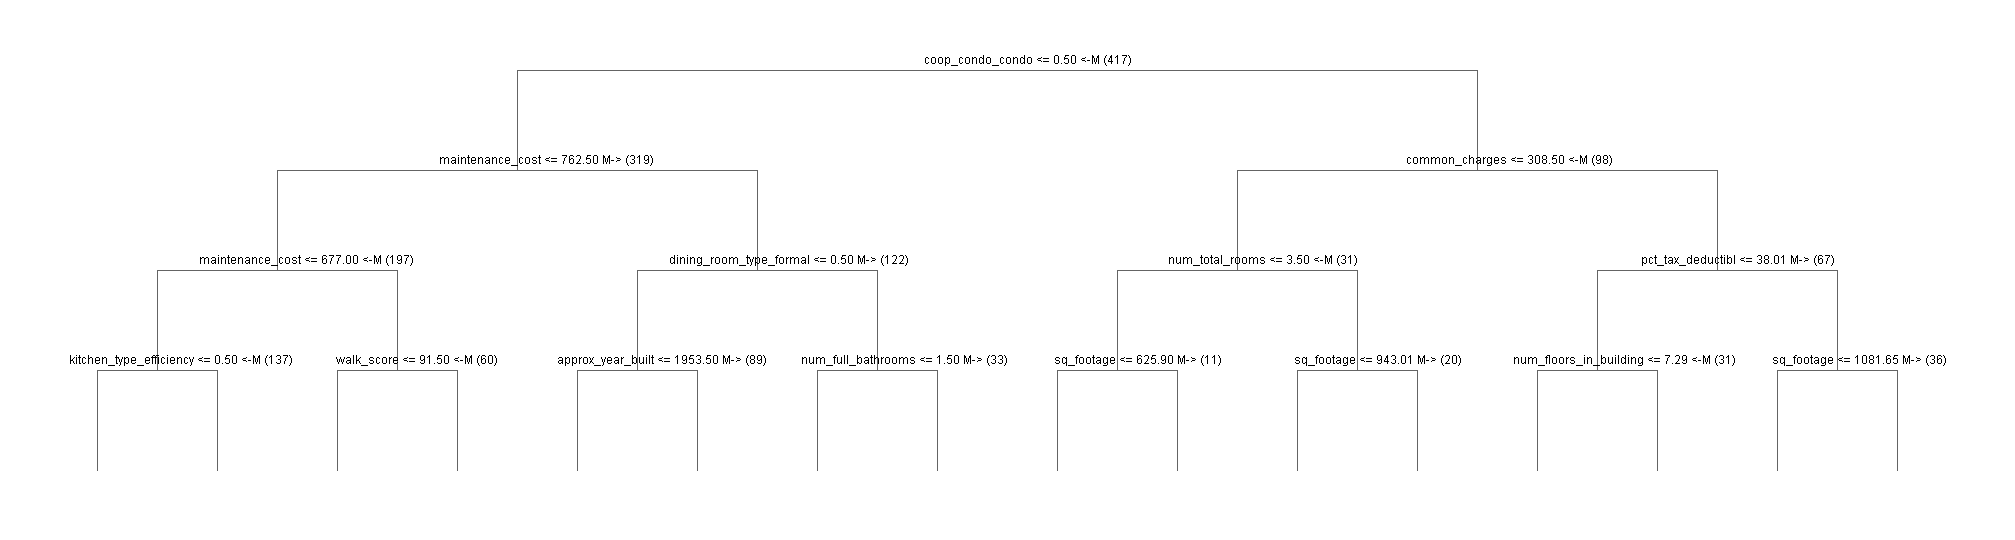 coop_condo_condo <= 0.50 <-M (417)
maintenance_cost <= 762.50 M-> (319)
common_charges <= 308.50 <-M (98)
maintenance_cost <= 677.00 <-M (197)
dining_room_type_formal <= 0.50 M-> (122)
num_total_rooms <= 3.50 <-M (31)
pct_tax_deductibl <= 38.01 M-> (67)
kitchen_type_efficiency <= 0.50 <-M (137)
walk_score <= 91.50 <-M (60)
approx_year_built <= 1953.50 M-> (89)
num_full_bathrooms <= 1.50 M-> (33)
sq_footage <= 625.90 M-> (11)
sq_footage <= 943.01 M-> (20)
num_floors_in_building <= 7.29 <-M (31)
sq_footage <= 1081.65 M-> (36)